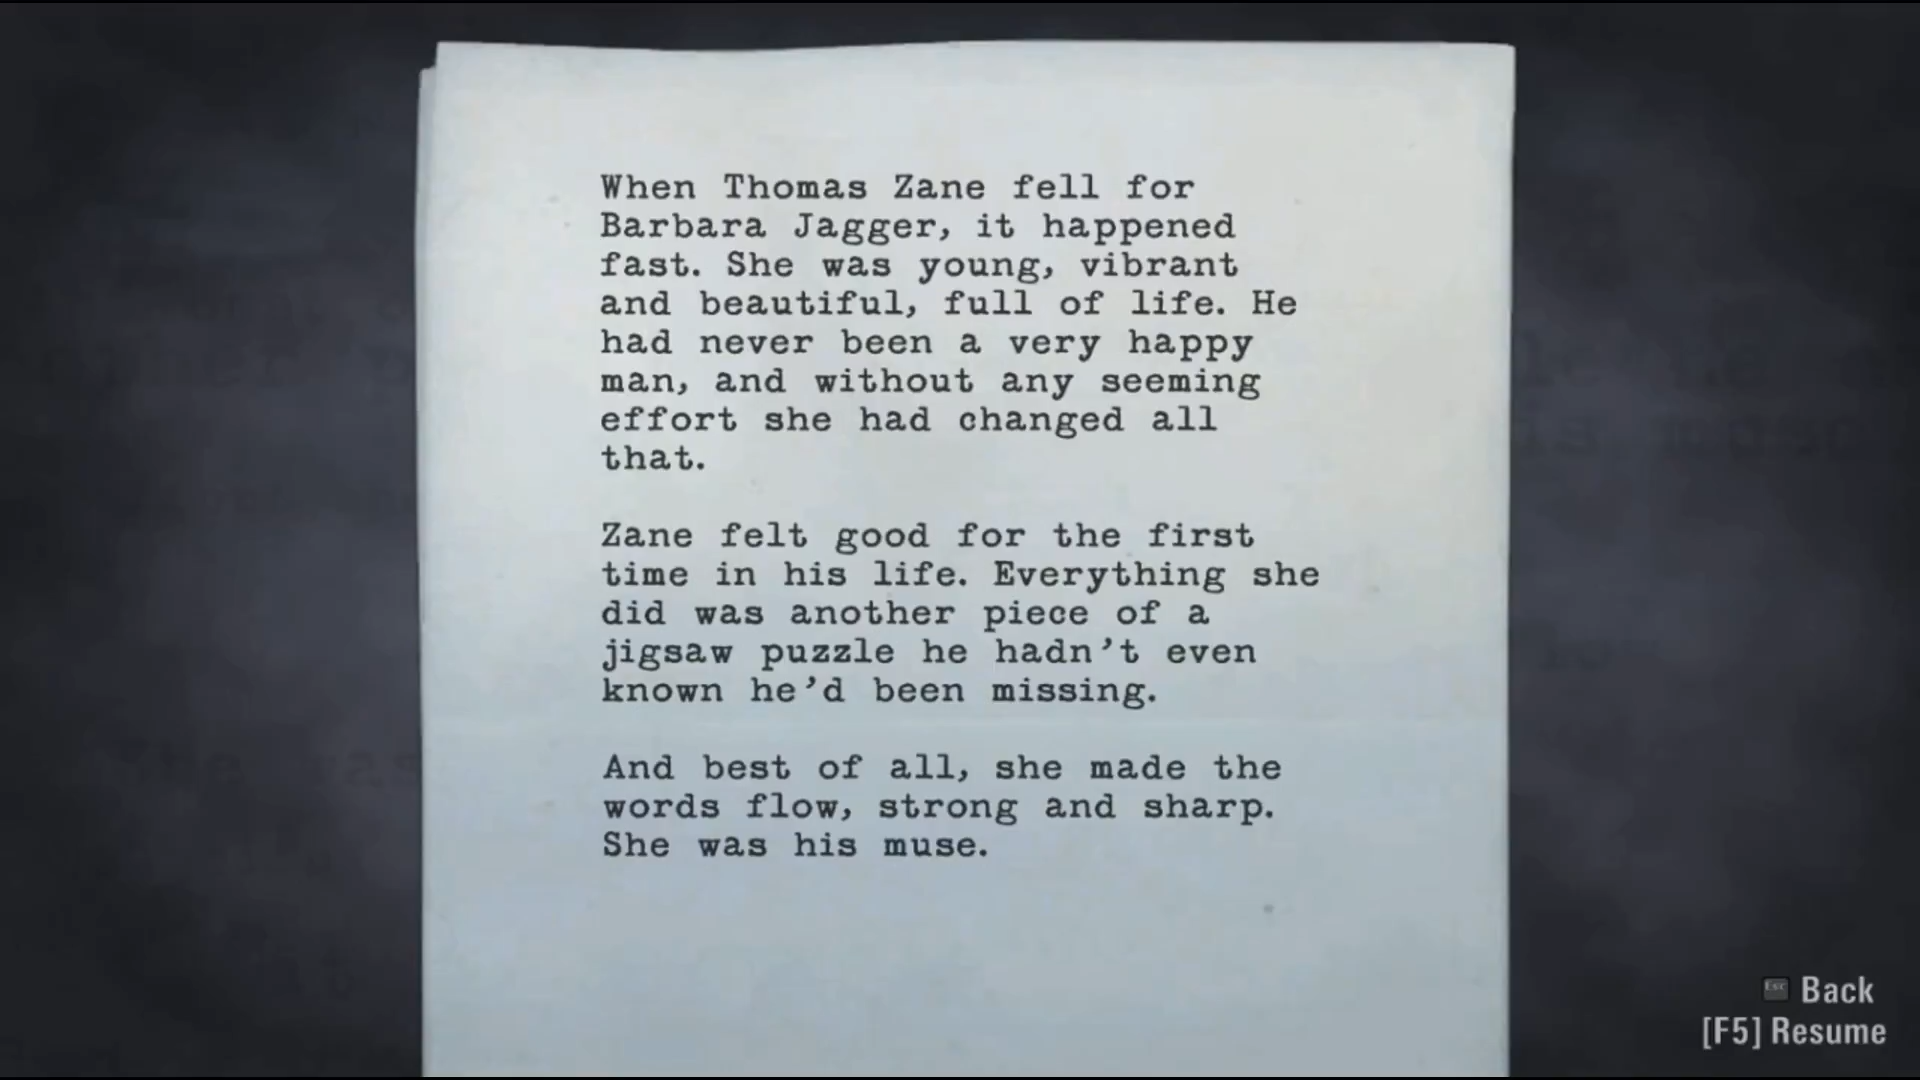 When Thomas Zane fell for
Barbara Jagger, it happened
fast. She was young, vibrant
and beautiful, full of life. He
had never been a very happy
man, and without any seeming
effort she had changed all
that.
Zane felt good for the first
time in his life. Everything she
did was another piece of a
jigsaw puzzle he hadn’t even
known he’d been missing.
And best of all, she made the
words flow, strong and sharp.
She was his muse.
Esc Back
[F5] Resume